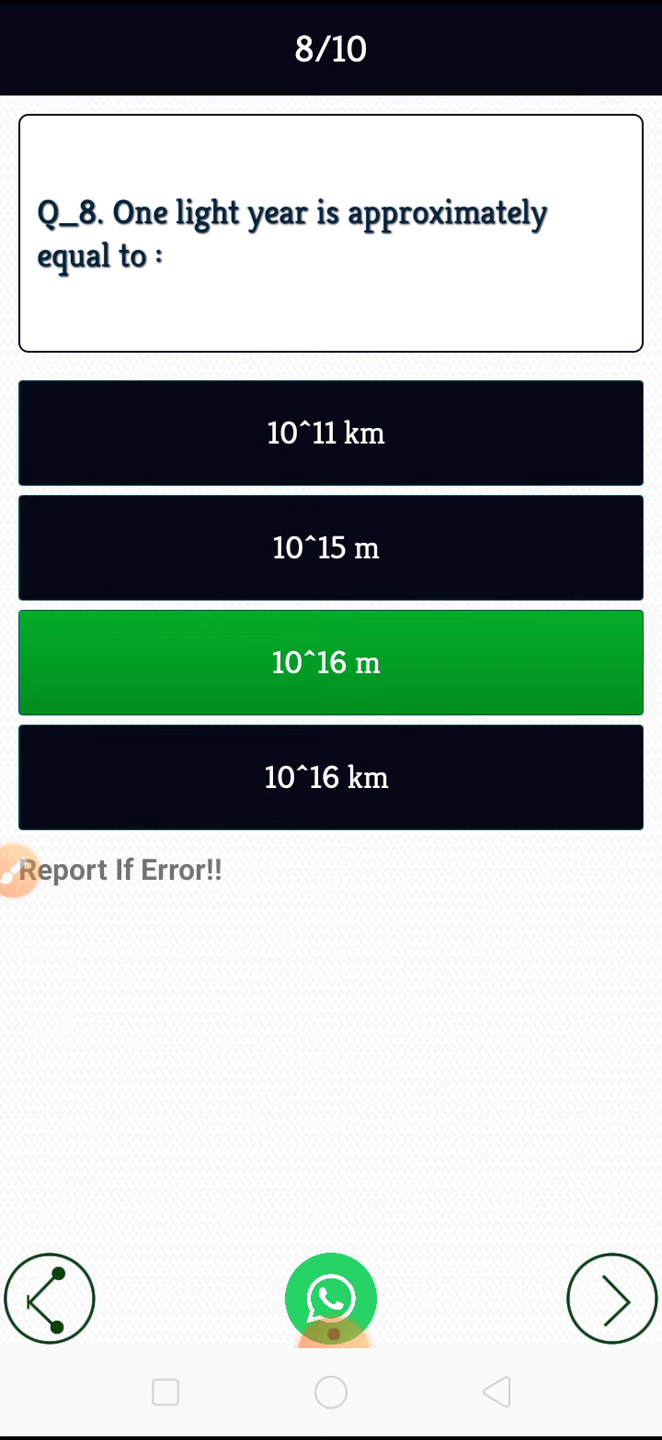 8/10
Q_8. One light year is approximately
equal to :
10^11 km
10^15 m
10^16 m
10^16 km
Report If Error!!